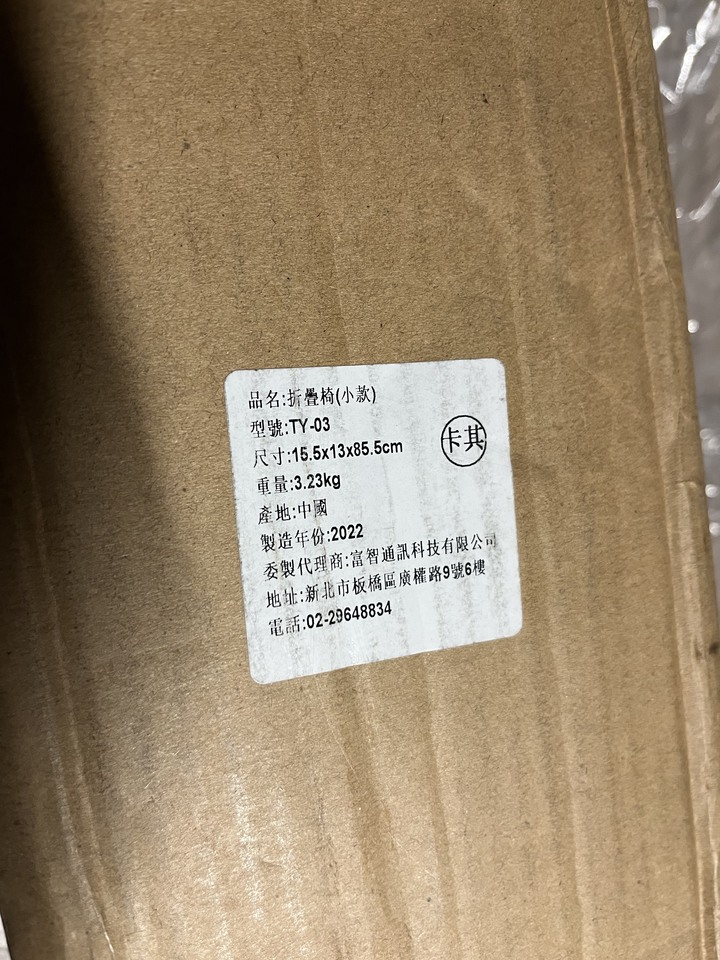 品名:折疊椅(小款)
型號:TY-03
尺寸:15.5x13x85.5cm
卡其
重量:3.23kg
產地:中國
製造年份:2022
委製代理商:富智通訊科技有限公司
地址:新北市板橋區廣權路9號6樓
電話:02-29648834